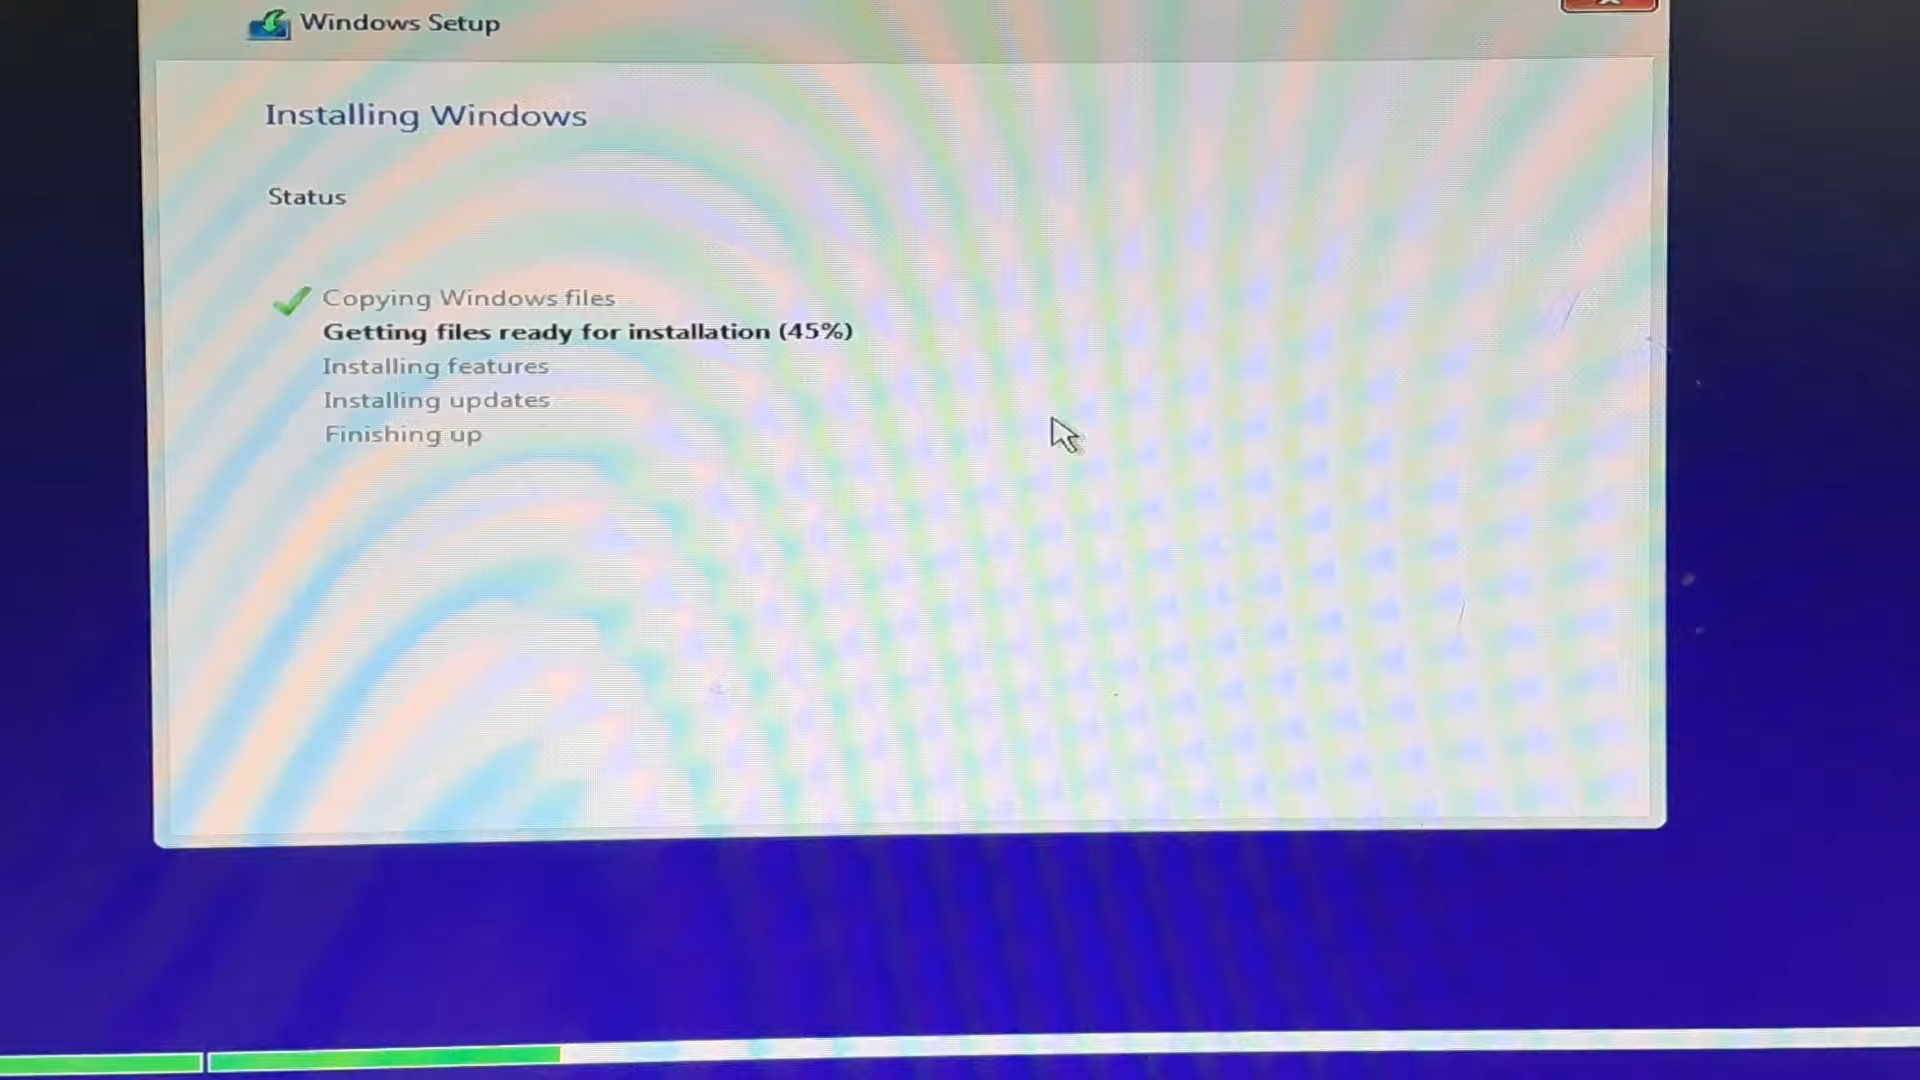 Windows Setup
Installing Windows
Status
Copying Windows files
Getting files ready for installation (45%)
Installing features
Installing updates
Finishing up